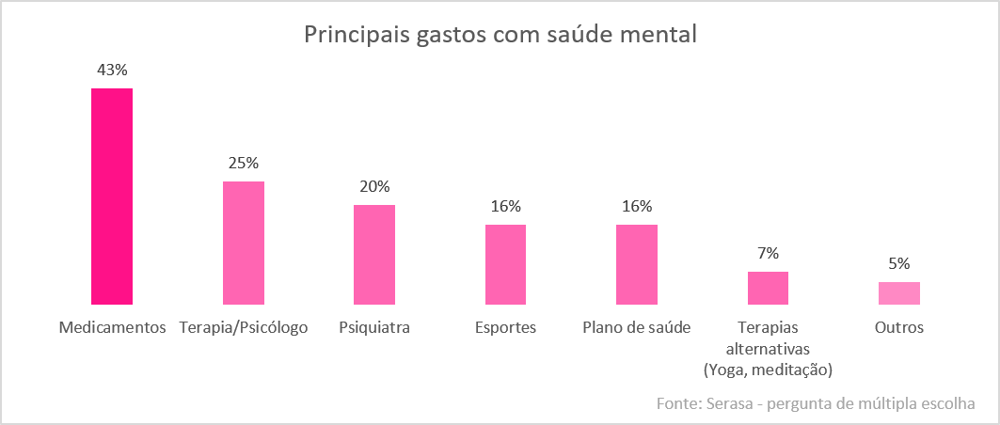 Principais gastos com saúde mental
43%
25%
20%
16%
16%
7%
5%
Medicamentos
Terapia/Psicólogo
Psiquiatra
Esportes
Plano de saúde
Terapias
alternativas
(Yoga, meditação)
Outros
Fonte: Serasa - pergunta de múltipla escolha